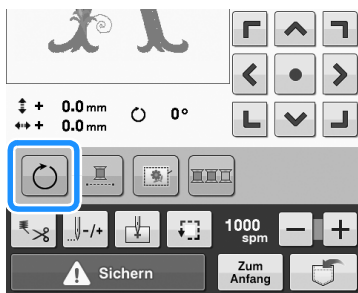 + 0.0 mm
+ 0.0 mm
0°
-/+
1000
spm
− +
Sichern
Zum
Anfang